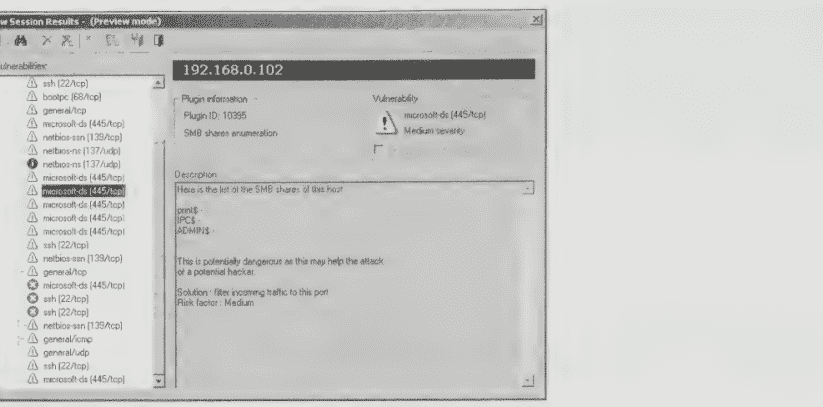 w Session Results - (Preview mode)
ulnerabilities:
ssh (22/tcp)
bootpc (68/tcp)
general/tcp
microsoft-ds (445/tcp)
netbios-ssn (139/tcp)
netbios-ns (137/udp)
netbios-ns (137/udp)
microsoft-ds (445/tcp)
microsoft-ds (445/tcp)
microsoft-ds (445/tcp)
microsoft-ds (445/tcp)
microsoft-ds (445/tcp)
ssh (22/tcp)
netbios-ssn (139/tcp)
general/tcp
microsoft-ds (445/tcp)
ssh (22/tcp)
ssh (22/tcp)
netbios-ssn (139/tcp)
general/icmp
general/udp
ssh (22/tcp)
microsoft-ds (445/tcp)
192.168.0.102
Plugin information
Plugin ID: 10395
SMB shares enumeration
Vulnerability
microsoft-ds (445/tcp)
Medium severity
Description
Here is the list of the SMB shares of this host
print$ -
IPC$ -
ADMIN$ -
This is potentially dangerous as this may help the attack
of a potential hacker.
Solution : filter incoming traffic to this port
Risk factor : Medium